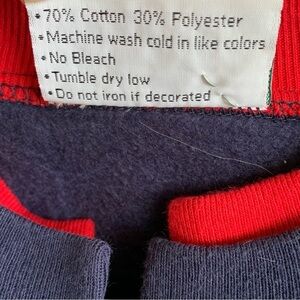 •70% Cotton 30% Polyester
•Machine wash cold in like colors
•No Bleach
•Tumble dry low
•Do not iron if decorated